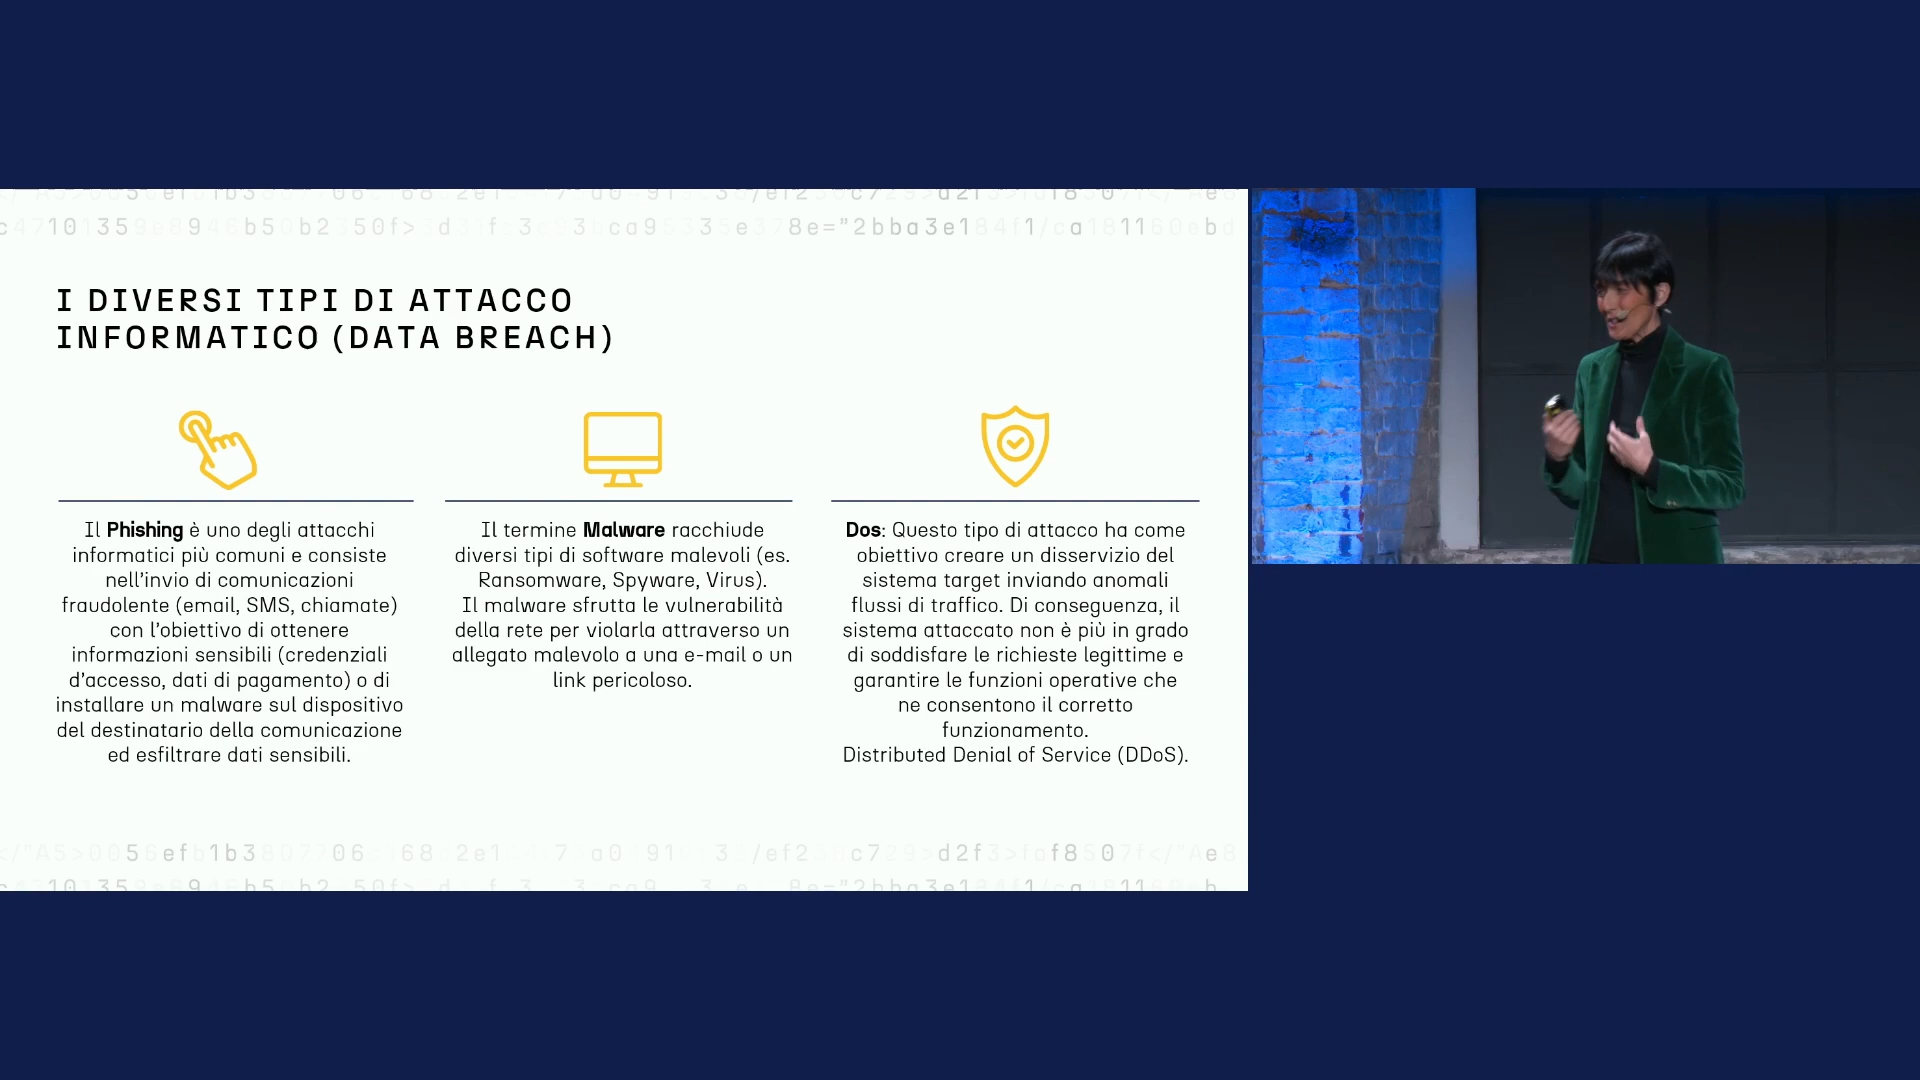 I DIVERSI TIPI DI ATTACCO
INFORMATICO (DATA BREACH)
Il Phishing è uno degli attacchi
informatici più comuni e consiste
nell'invio di comunicazioni
fraudolente (email, SMS, chiamate)
con l'obiettivo di ottenere
informazioni sensibili (credenziali
d'accesso, dati di pagamento) o di
installare un malware sul dispositivo
del destinatario della comunicazione
ed esfiltrare dati sensibili.
Il termine Malware racchiude
diversi tipi di software malevoli (es.
Ransomware, Spyware, Virus).
Il malware sfrutta le vulnerabilità
della rete per violarla attraverso un
allegato malevolo a una e-mail o un
link pericoloso.
Dos: Questo tipo di attacco ha come
obiettivo creare un disservizio del
sistema target inviando anomali
flussi di traffico. Di conseguenza, il
sistema attaccato non è più in grado
di soddisfare le richieste legittime e
garantire le funzioni operative che
ne consentono il corretto
funzionamento.
Distributed Denial of Service (DDoS).